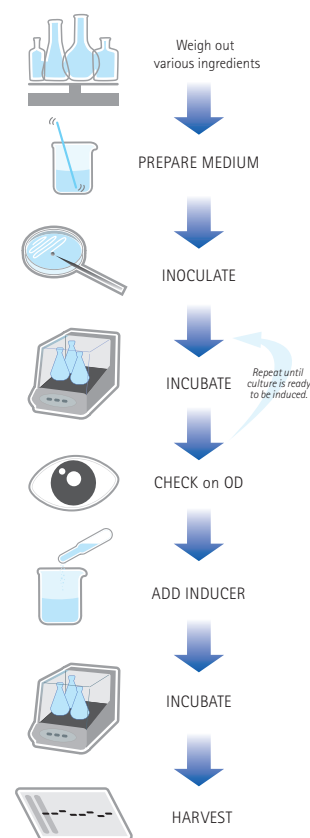 Weigh out
various ingredients
PREPARE MEDIUM
INOCULATE
INCUBATE
Repeat until
culture is ready
to be induced.
CHECK on OD
ADD INDUCER
INCUBATE
HARVEST